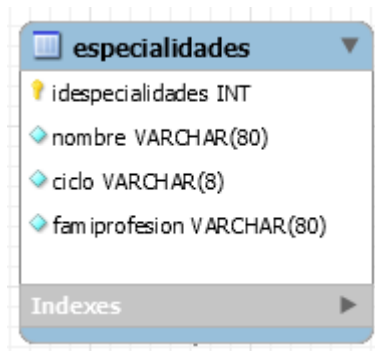 especialidades
idespecialidades INT
nombre VARCHAR(80)
ciclo VARCHAR(8)
famiprofesion VARCHAR(80)
Indexes